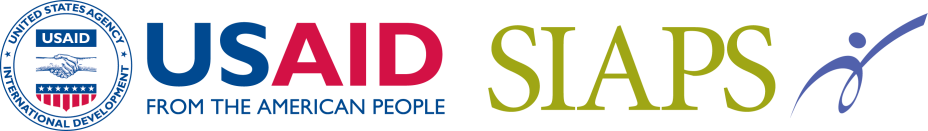 UNITED STATES AGENCY
USAID
INTERNATIONAL DEVELOPMENT
USAID
FROM THE AMERICAN PEOPLE
SIAPS